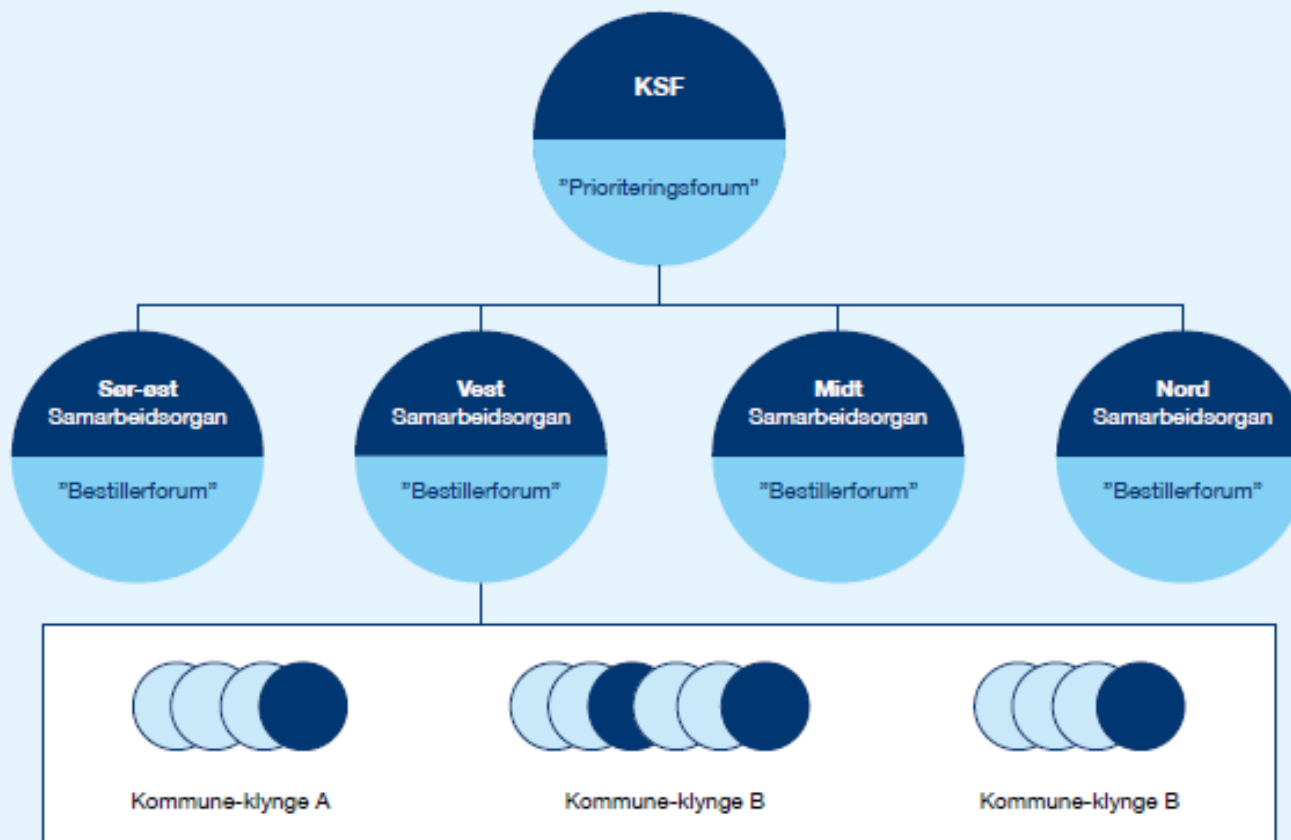 KSF
"Prioriteringsforum"
Sør-øst
Samarbeidsorgan
"Bestillerforum"
Vest
Samarbeidsorgan
"Bestillerforum"
Midt
Samarbeidsorgan
"Bestillerforum"
Nord
Samarbeidsorgan
"Bestillerforum"
Kommune-klynge A
Kommune-klynge B
Kommune-klynge B